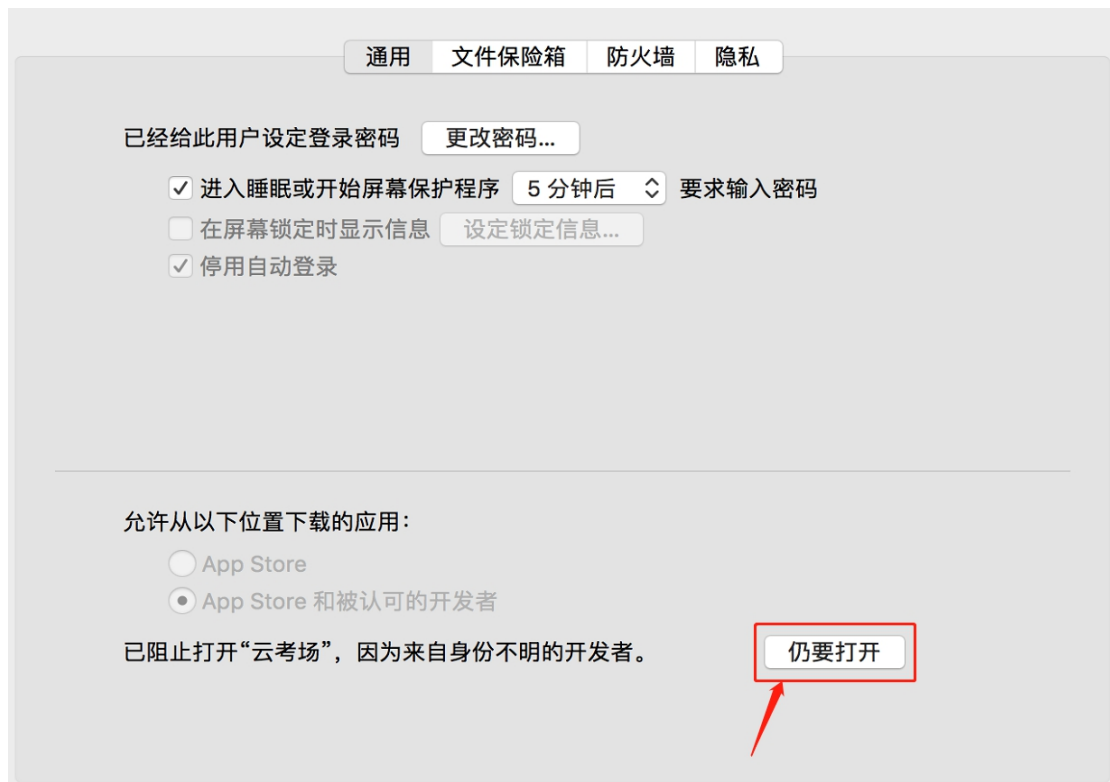 通用 文件保险箱 防火墙 隐私
已经给此用户设定登录密码 更改密码...
进入睡眠或开始屏幕保护程序 5 分钟后 要求输入密码
在屏幕锁定时显示信息 设定锁定信息...
停用自动登录
允许从以下位置下载的应用：
App Store
App Store 和被认可的开发者
已阻止打开“云考场”，因为来自身份不明的开发者。 仍要打开